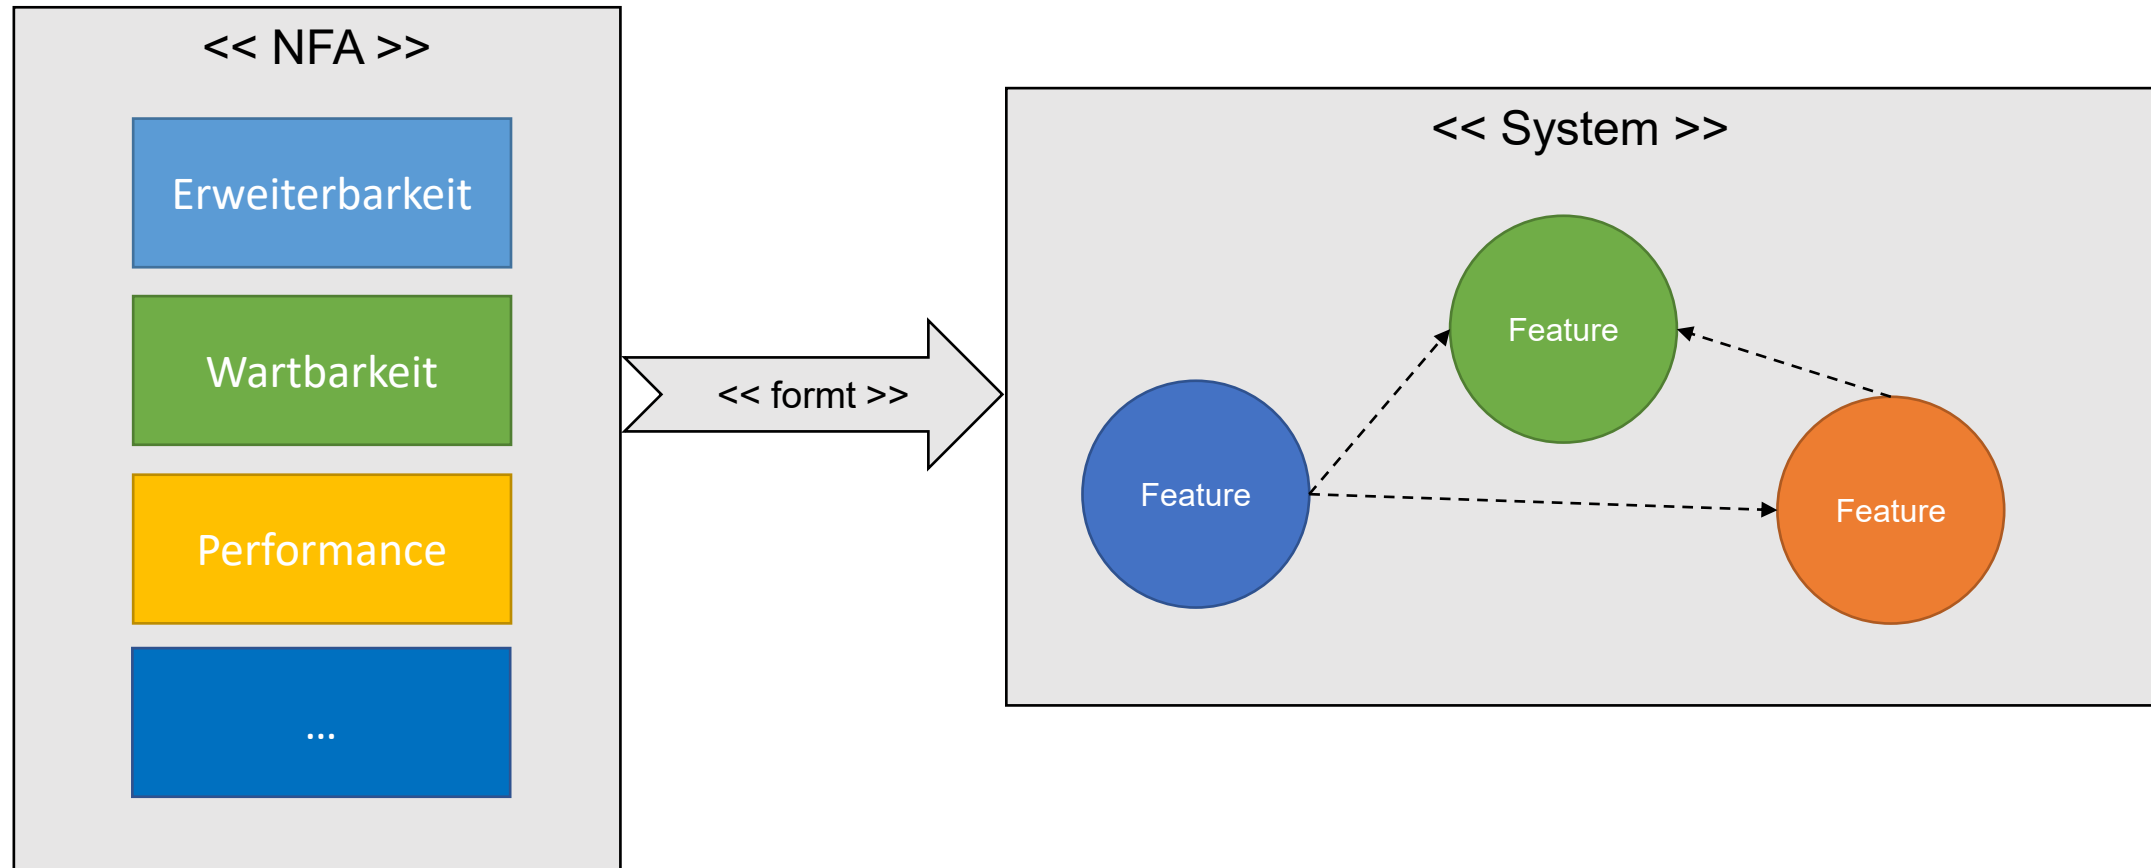 << NFA >>
Erweiterbarkeit
Wartbarkeit
Performance
...
<< formt >>
<< System >>
Feature
Feature
Feature